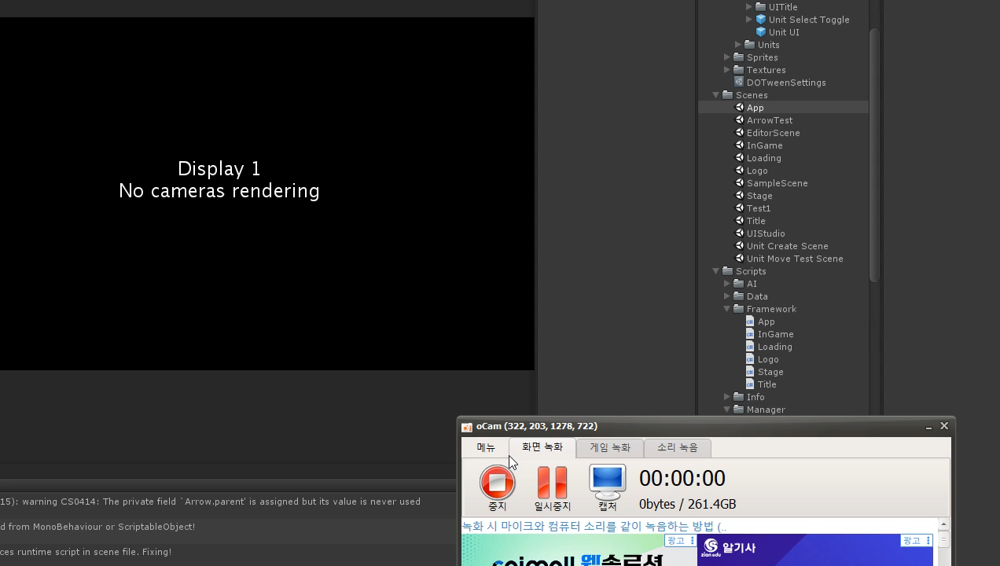 Display 1
No cameras rendering
UITitle
Unit Select Toggle
Unit UI
Units
Sprites
Textures
DOTweenSettings
Scenes
App
ArrowTest
EditorScene
InGame
Loading
Logo
SampleScene
Stage
Test1
Title
UIStudio
Unit Create Scene
Unit Move Test Scene
Scripts
AI
Data
Framework
App
InGame
Loading
Logo
Stage
Title
Info
Manager
15): warning CS0414: The private field `Arrow.parent' is assigned but its value is never used
d from MonoBehaviour or ScriptableObject!
ces runtime script in scene file. Fixing!
oCam (322, 203, 1278, 722)
메뉴 화면 녹화 게임 녹화 소리 녹음
중지 일시중지 캡처
00:00:00
0bytes / 261.4GB
녹화 시 마이크와 컴퓨터 소리를 같이 녹음하는 방법 (..
광고
광고
zian edu 알기사